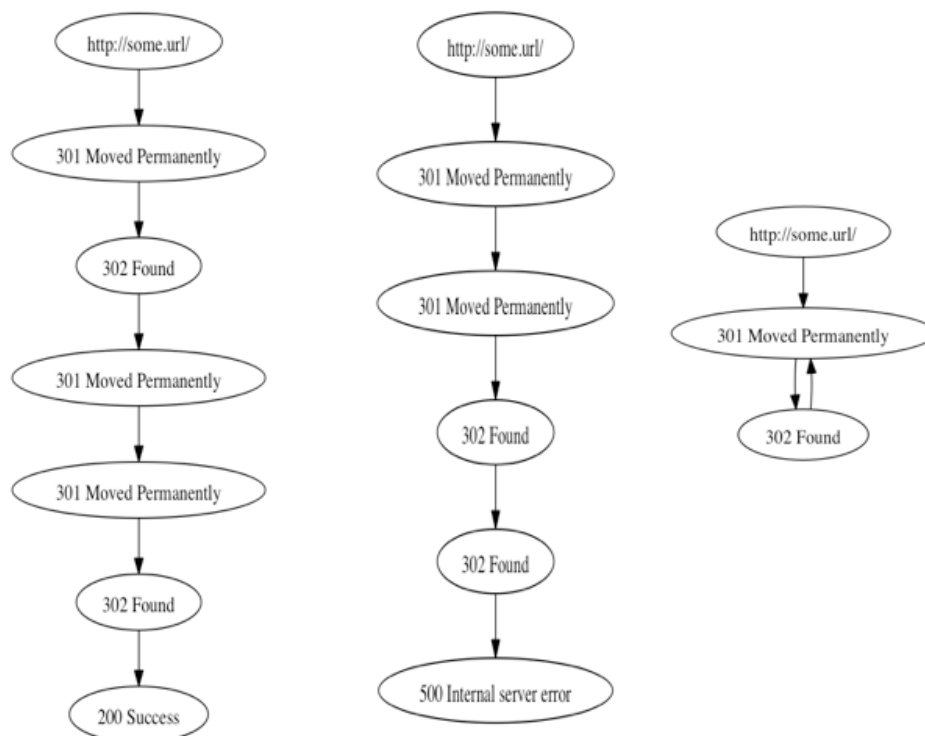 http://some.url/
301 Moved Permanently
302 Found
301 Moved Permanently
301 Moved Permanently
302 Found
200 Success
http://some.url/
301 Moved Permanently
301 Moved Permanently
302 Found
302 Found
500 Internal server error
http://some.url/
301 Moved Permanently
302 Found